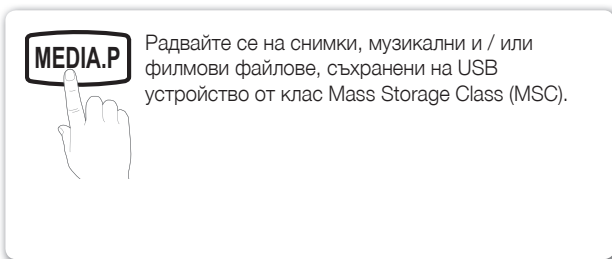 MEDIA.P
Радвайте се на снимки, музикални и / или
филмови файлове, съхранени на USB
устройство от клас Mass Storage Class (MSC).